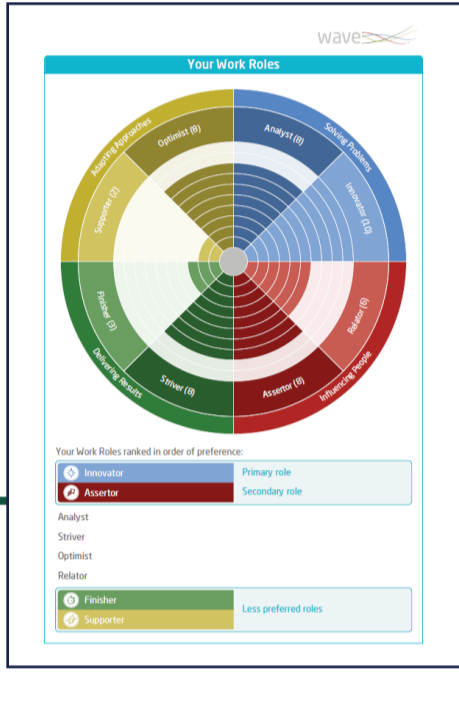 wave
Your Work Roles
Adapting Approaches
Solving Problems
Optimist (8)
Analyst (8)
Supporter (2)
Innovator (10)
Finisher (3)
Relator (6)
Striver (8)
Assertor (8)
Delivering Results
Influencing People
Your Work Roles ranked in order of preference:
Innovator Primary role
Assertor Secondary role
Analyst
Striver
Optimist
Relator
Finisher
Less preferred roles
Supporter